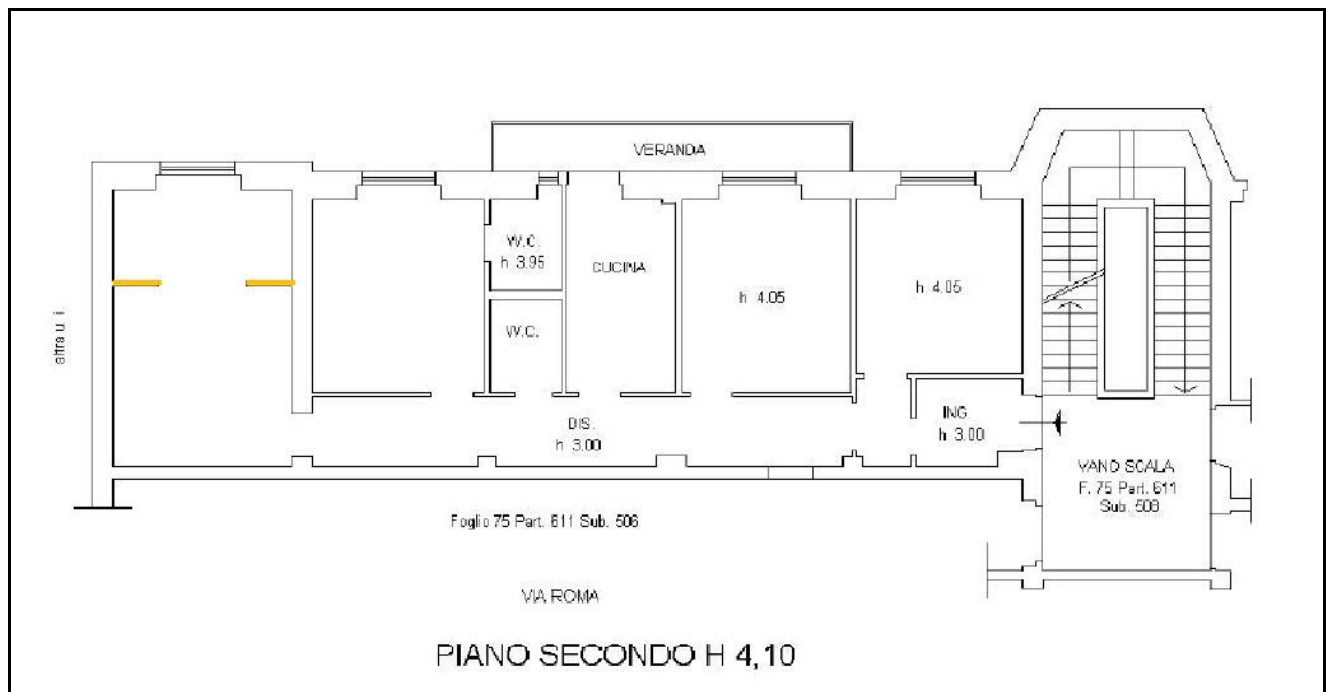 VERANDA
W.C.
h 3.95
CUCINA
h 4.05
h 4.05
altra u. i
W.C.
DIS.
h 3.00
ING
h 3.00
VANO SCALA
F. 75 Part. 611
Sub. 508
Foglio 75 Part. 611 Sub. 506
VIA ROMA
PIANO SECONDO H 4,10